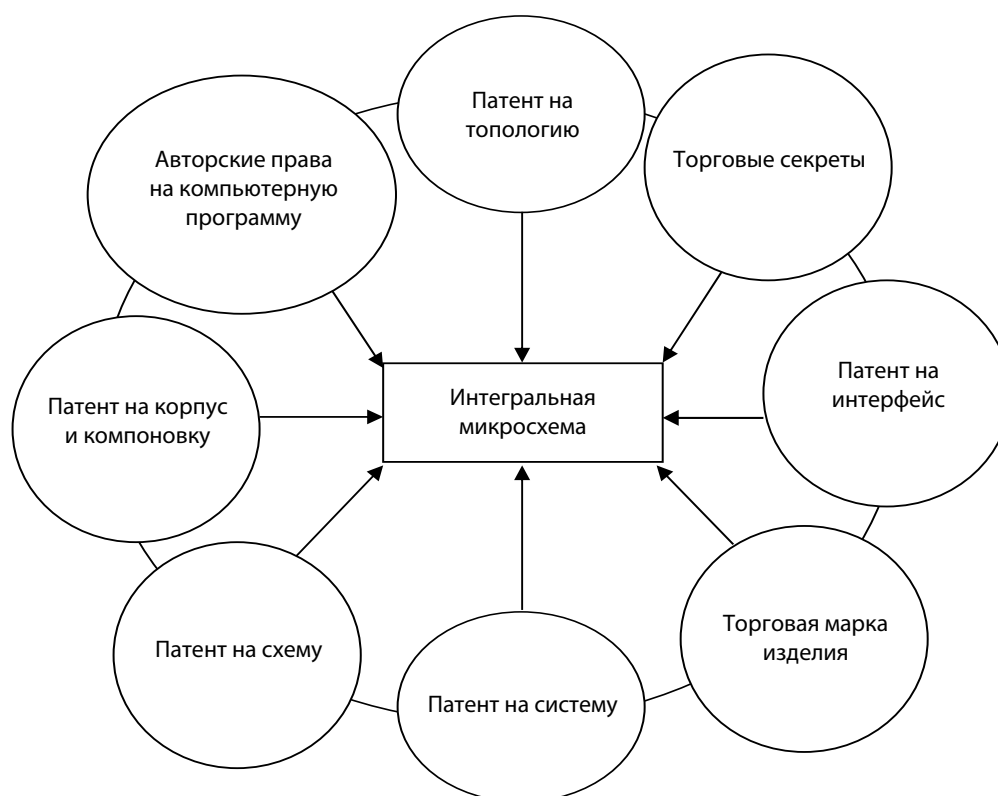 Патент на
топологию
Авторские права
на компьютерную
программу
Торговые секреты
Интегральная
микросхема
Патент на
интерфейс
Патент на корпус
и компоновку
Торговая марка
изделия
Патент на схему
Патент на систему